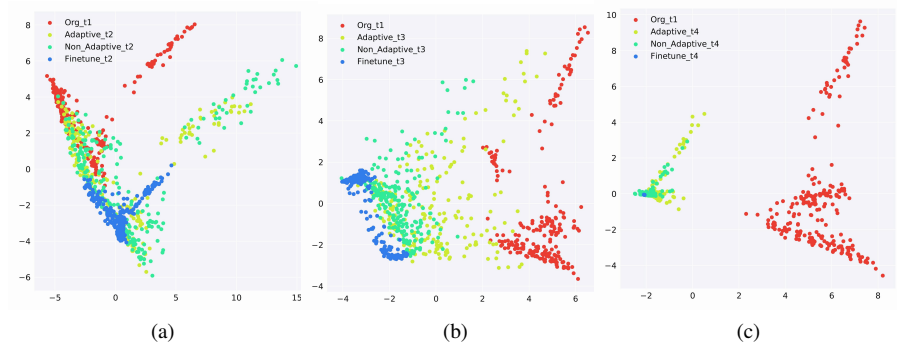 Org_t1
Adaptive_t2
Non_Adaptive_t2
Finetune_t2
8
6
4
2
0
−2
−4
−6
−5
0
5
10
15
(a)
Org_t1
Adaptive_t3
Non_Adaptive_t3
Finetune_t3
8
6
4
2
0
−2
−4
−4
−2
0
2
4
6
(b)
Org_t1
Adaptive_t4
Non_Adaptive_t4
Finetune_t4
10
8
6
4
2
0
−2
−4
−2
0
2
4
6
8
(c)